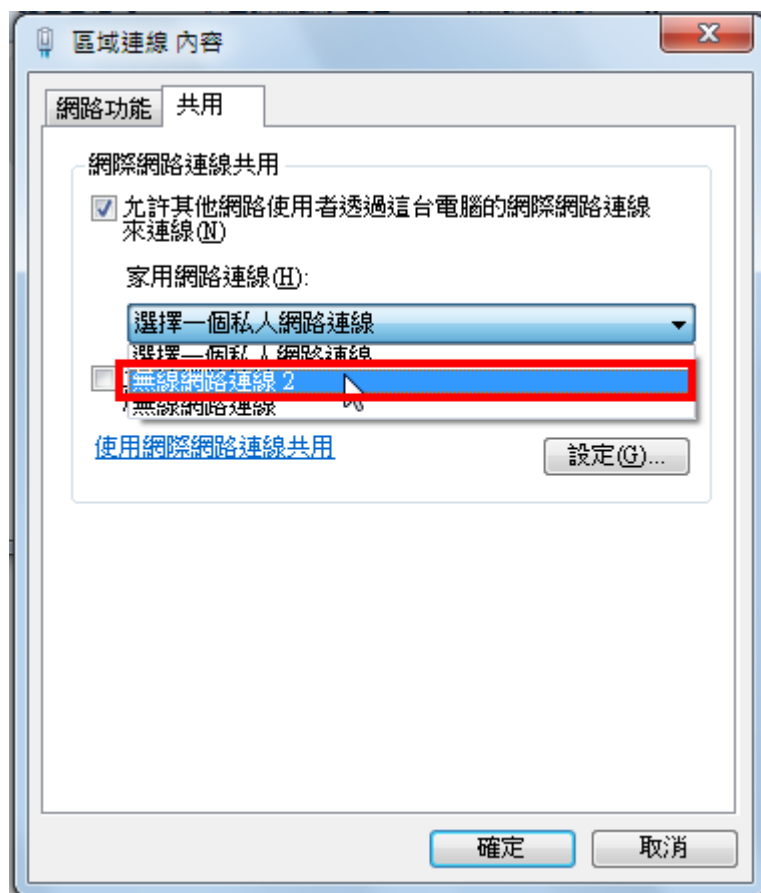 區域連線 內容
網路功能
共用
網際網路連線共用
允許其他網路使用者透過這台電腦的網際網路連線
來連線(N)
家用網路連線(H):
選擇一個私人網路連線
選擇一個私人網路連線
無線網路連線 2
無線網路連線
使用網際網路連線共用
設定(G)...
確定
取消